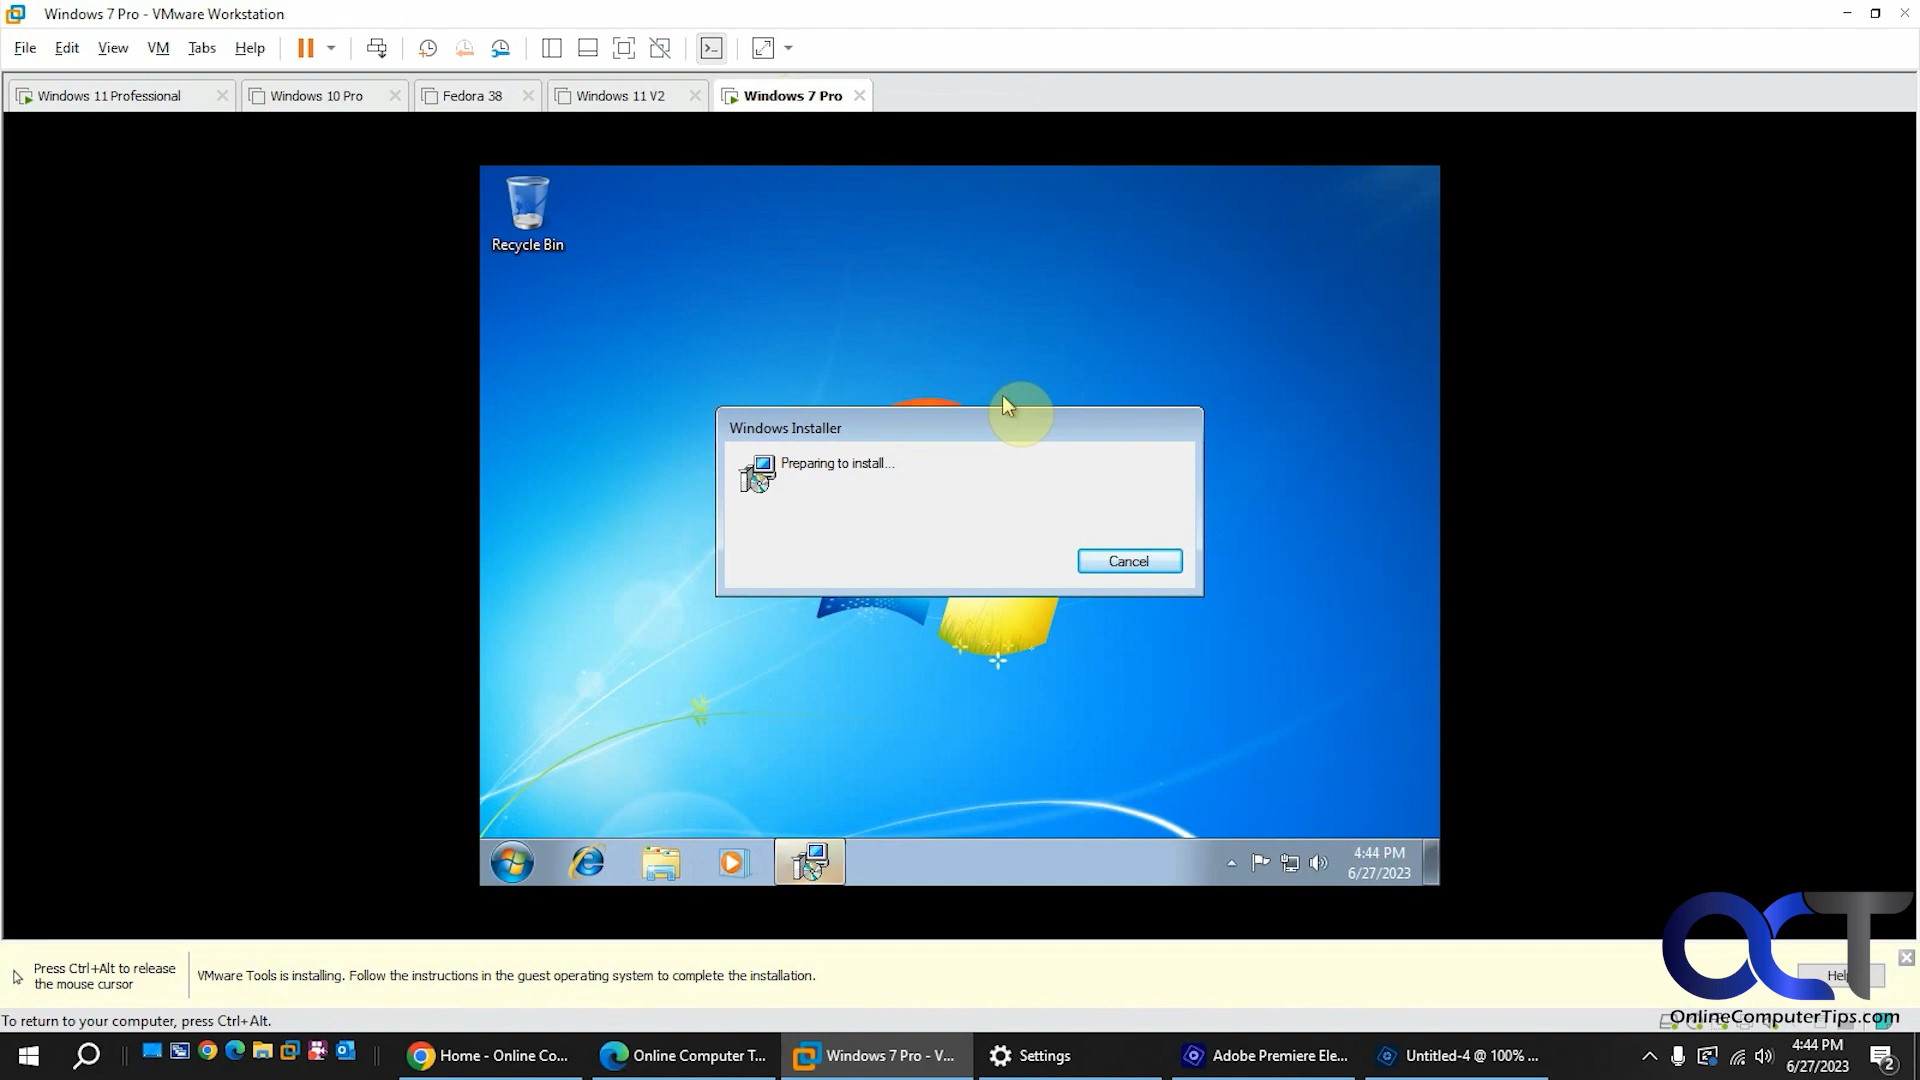 Windows 7 Pro - VMware Workstation
File Edit View VM Tabs Help
Windows 11 Professional
Windows 10 Pro
Fedora 38
Windows 11 V2
Windows 7 Pro
Recycle Bin
Windows Installer
Preparing to install...
Cancel
4:44 PM
6/27/2023
Press Ctrl+Alt to release
the mouse cursor
VMware Tools is installing. Follow the instructions in the guest operating system to complete the installation.
OCT
To return to your computer, press Ctrl+Alt.
OnlineComputerTips.com
Home - Online Co...
Online Computer T...
Windows 7 Pro - V...
Settings
Adobe Premiere Ele...
Untitled-4 @ 100% ...
4:44 PM
6/27/2023
2